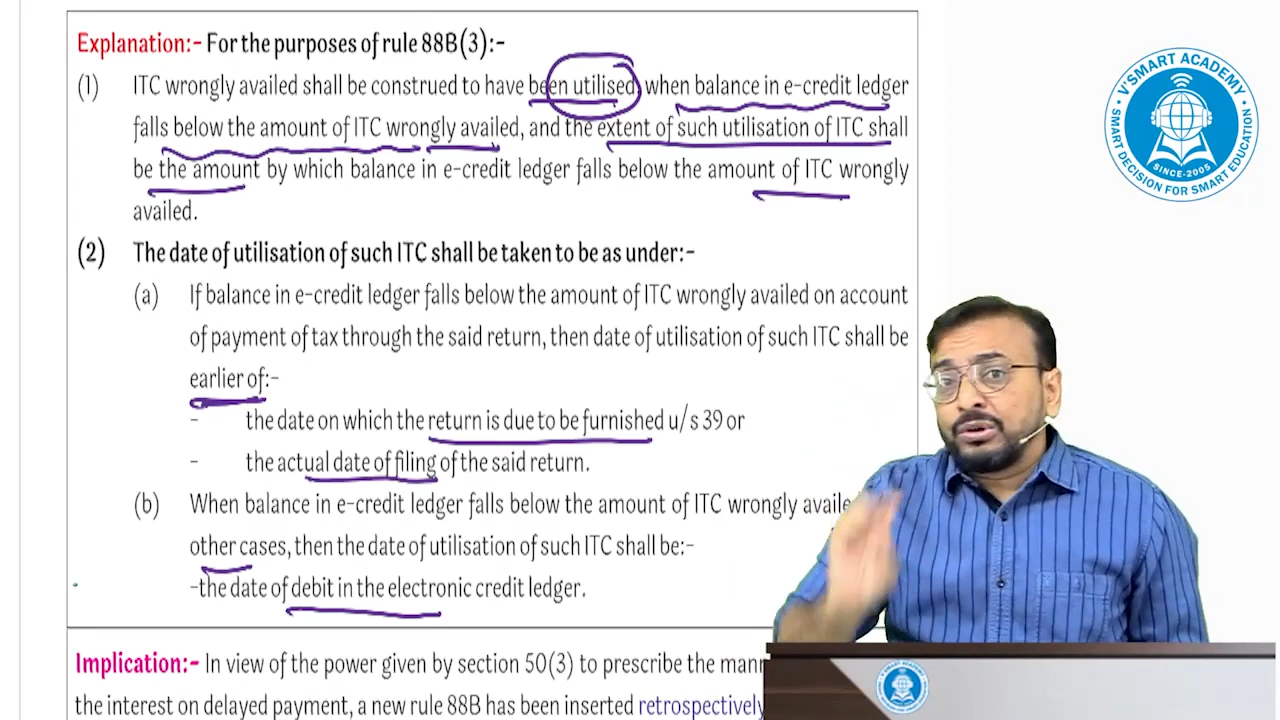 Explanation:- For the purposes of rule 88B(3):-
(1) ITC wrongly availed shall be construed to have been utilised, when balance in e-credit ledger
falls below the amount of ITC wrongly availed, and the extent of such utilisation of ITC shall
be the amount by which balance in e-credit ledger falls below the amount of ITC wrongly
availed.
(2) The date of utilisation of such ITC shall be taken to be as under:-
(a) If balance in e-credit ledger falls below the amount of ITC wrongly availed on account
of payment of tax through the said return, then date of utilisation of such ITC shall be
earlier of:-
- the date on which the return is due to be furnished u/s 39 or
- the actual date of filing of the said return.
(b) When balance in e-credit ledger falls below the amount of ITC wrongly
other cases, then the date of utilisation of such ITC shall be:-
-the date of debit in the electronic credit ledger.
Implication:- In view of the power given by section 50(3) to prescribe the
the interest on delayed payment, a new rule 88B has been inserted retrospectively
V'SMART ACADEMY
SINCE-2005
SMART DECISION FOR SMART EDUCATION